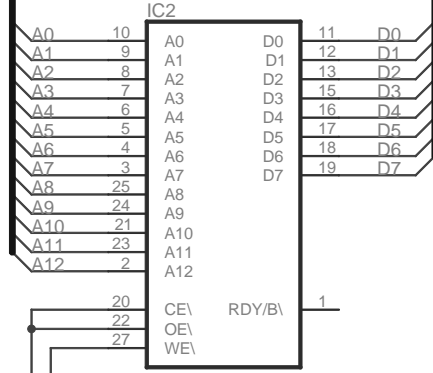 IC2
A0 10 A0 D0 11 D0
A1 9 A1 D1 12 D1
A2 8 A2 D2 13 D2
A3 7 A3 D3 15 D3
A4 6 A4 D4 16 D4
A5 5 A5 D5 17 D5
A6 4 A6 D6 18 D6
A7 3 A7 D7 19 D7
A8 25 A8
A9 24 A9
A10 21 A10
A11 23 A11
A12 2 A12
20 CE\ RDY/B\ 1
22 OE\
27 WE\